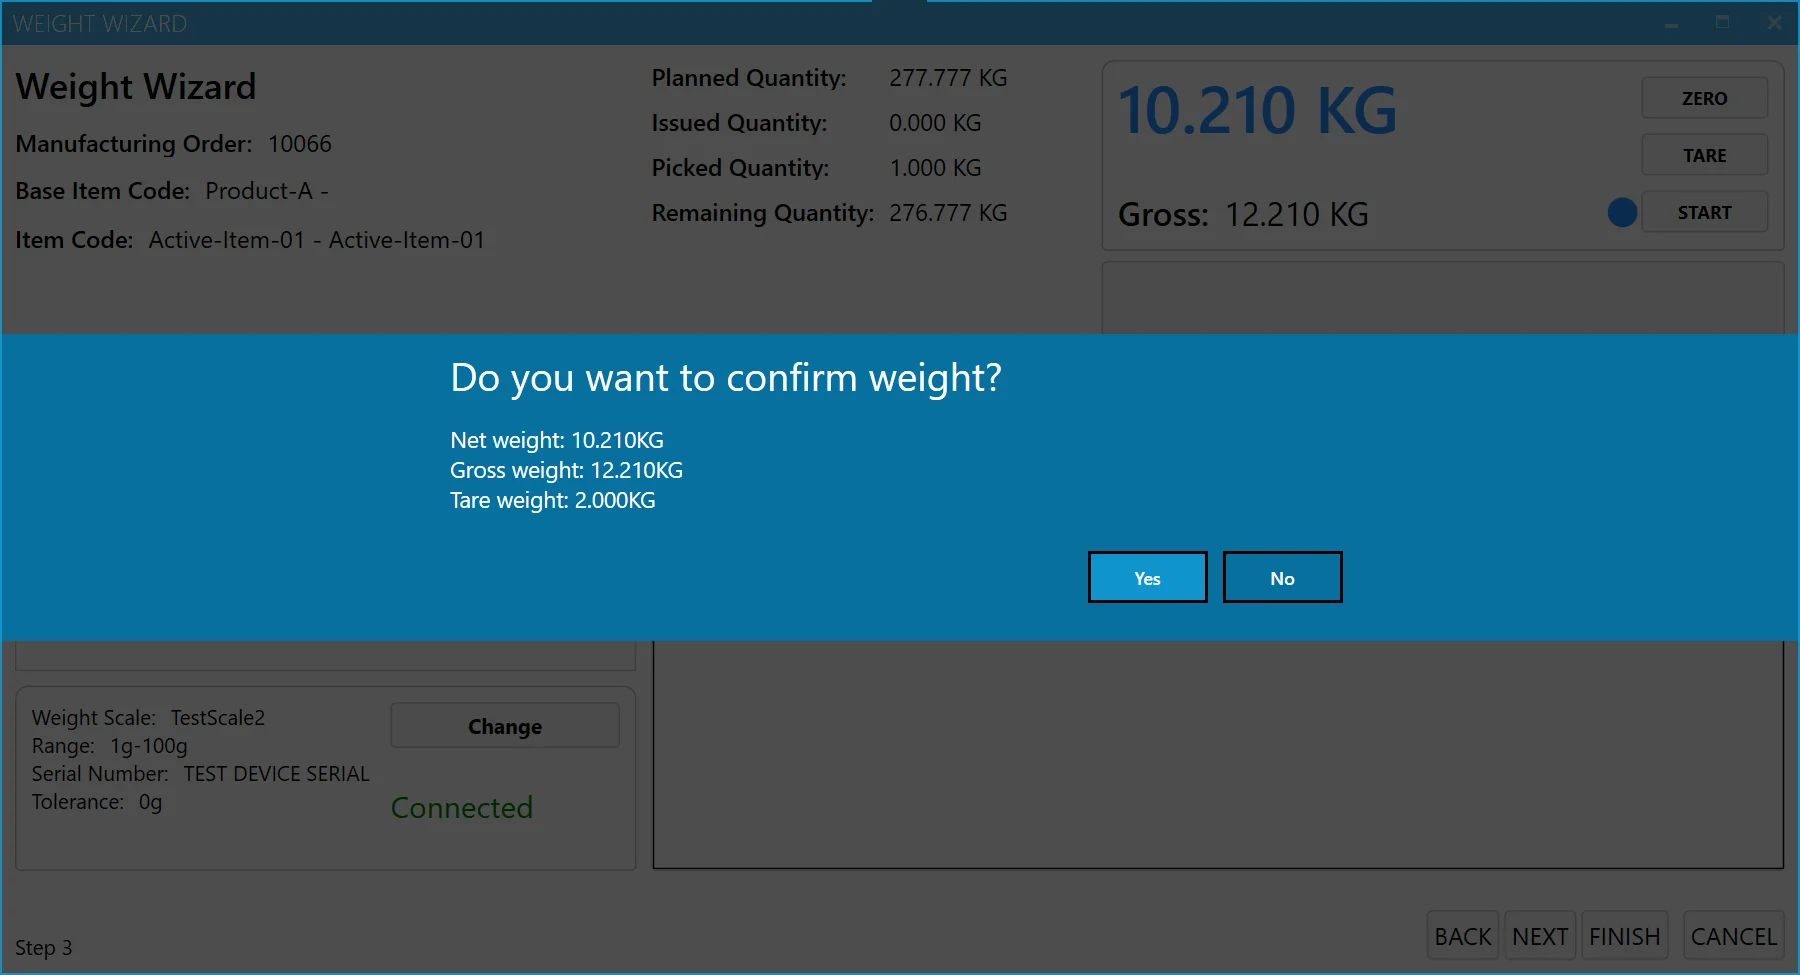 WEIGHT WIZARD
Weight Wizard
Manufacturing Order: 10066
Base Item Code: Product-A -
Item Code: Active-Item-01 - Active-Item-01
Planned Quantity: 277.777 KG
Issued Quantity: 0.000 KG
Picked Quantity: 1.000 KG
Remaining Quantity: 276.777 KG
10.210 KG
Gross: 12.210 KG
ZERO
TARE
START
Do you want to confirm weight?
Net weight: 10.210KG
Gross weight: 12.210KG
Tare weight: 2.000KG
Yes
No
Weight Scale: TestScale2
Range: 1g-100g
Serial Number: TEST DEVICE SERIAL
Tolerance: 0g
Change
Connected
Step 3
BACK
NEXT
FINISH
CANCEL